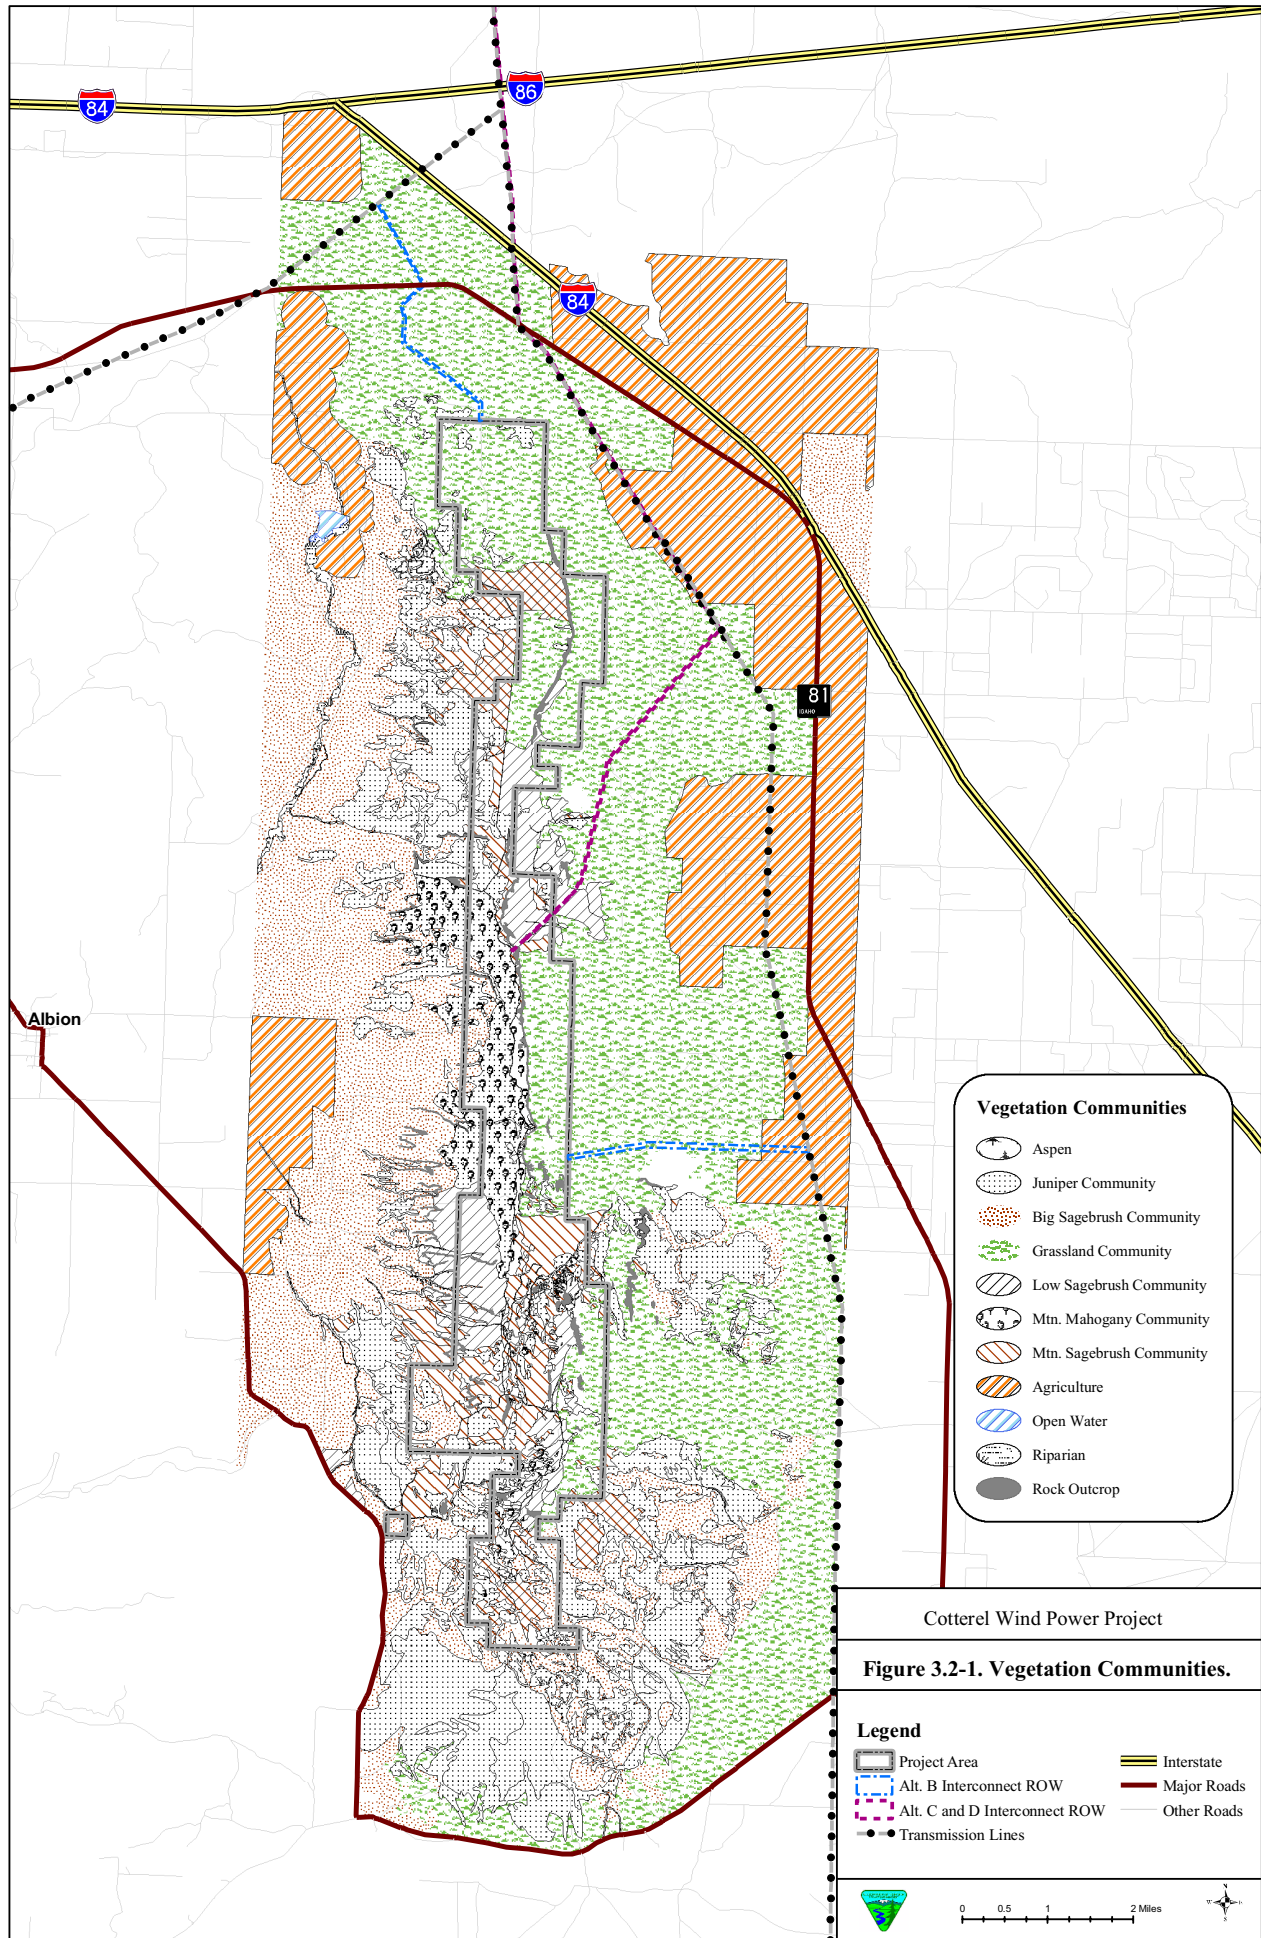 86
84
84
81
IDAHO
Albion
Vegetation Communities
Aspen
Juniper Community
Big Sagebrush Community
Grassland Community
Low Sagebrush Community
Mtn. Mahogany Community
Mtn. Sagebrush Community
Agriculture
Open Water
Riparian
Rock Outcrop
Cotterel Wind Power Project
Figure 3.2-1. Vegetation Communities.
Legend
Project Area
Interstate
Alt. B Interconnect ROW
Major Roads
Alt. C and D Interconnect ROW
Other Roads
Transmission Lines
N
W E
S
0 0.5 1 2 Miles